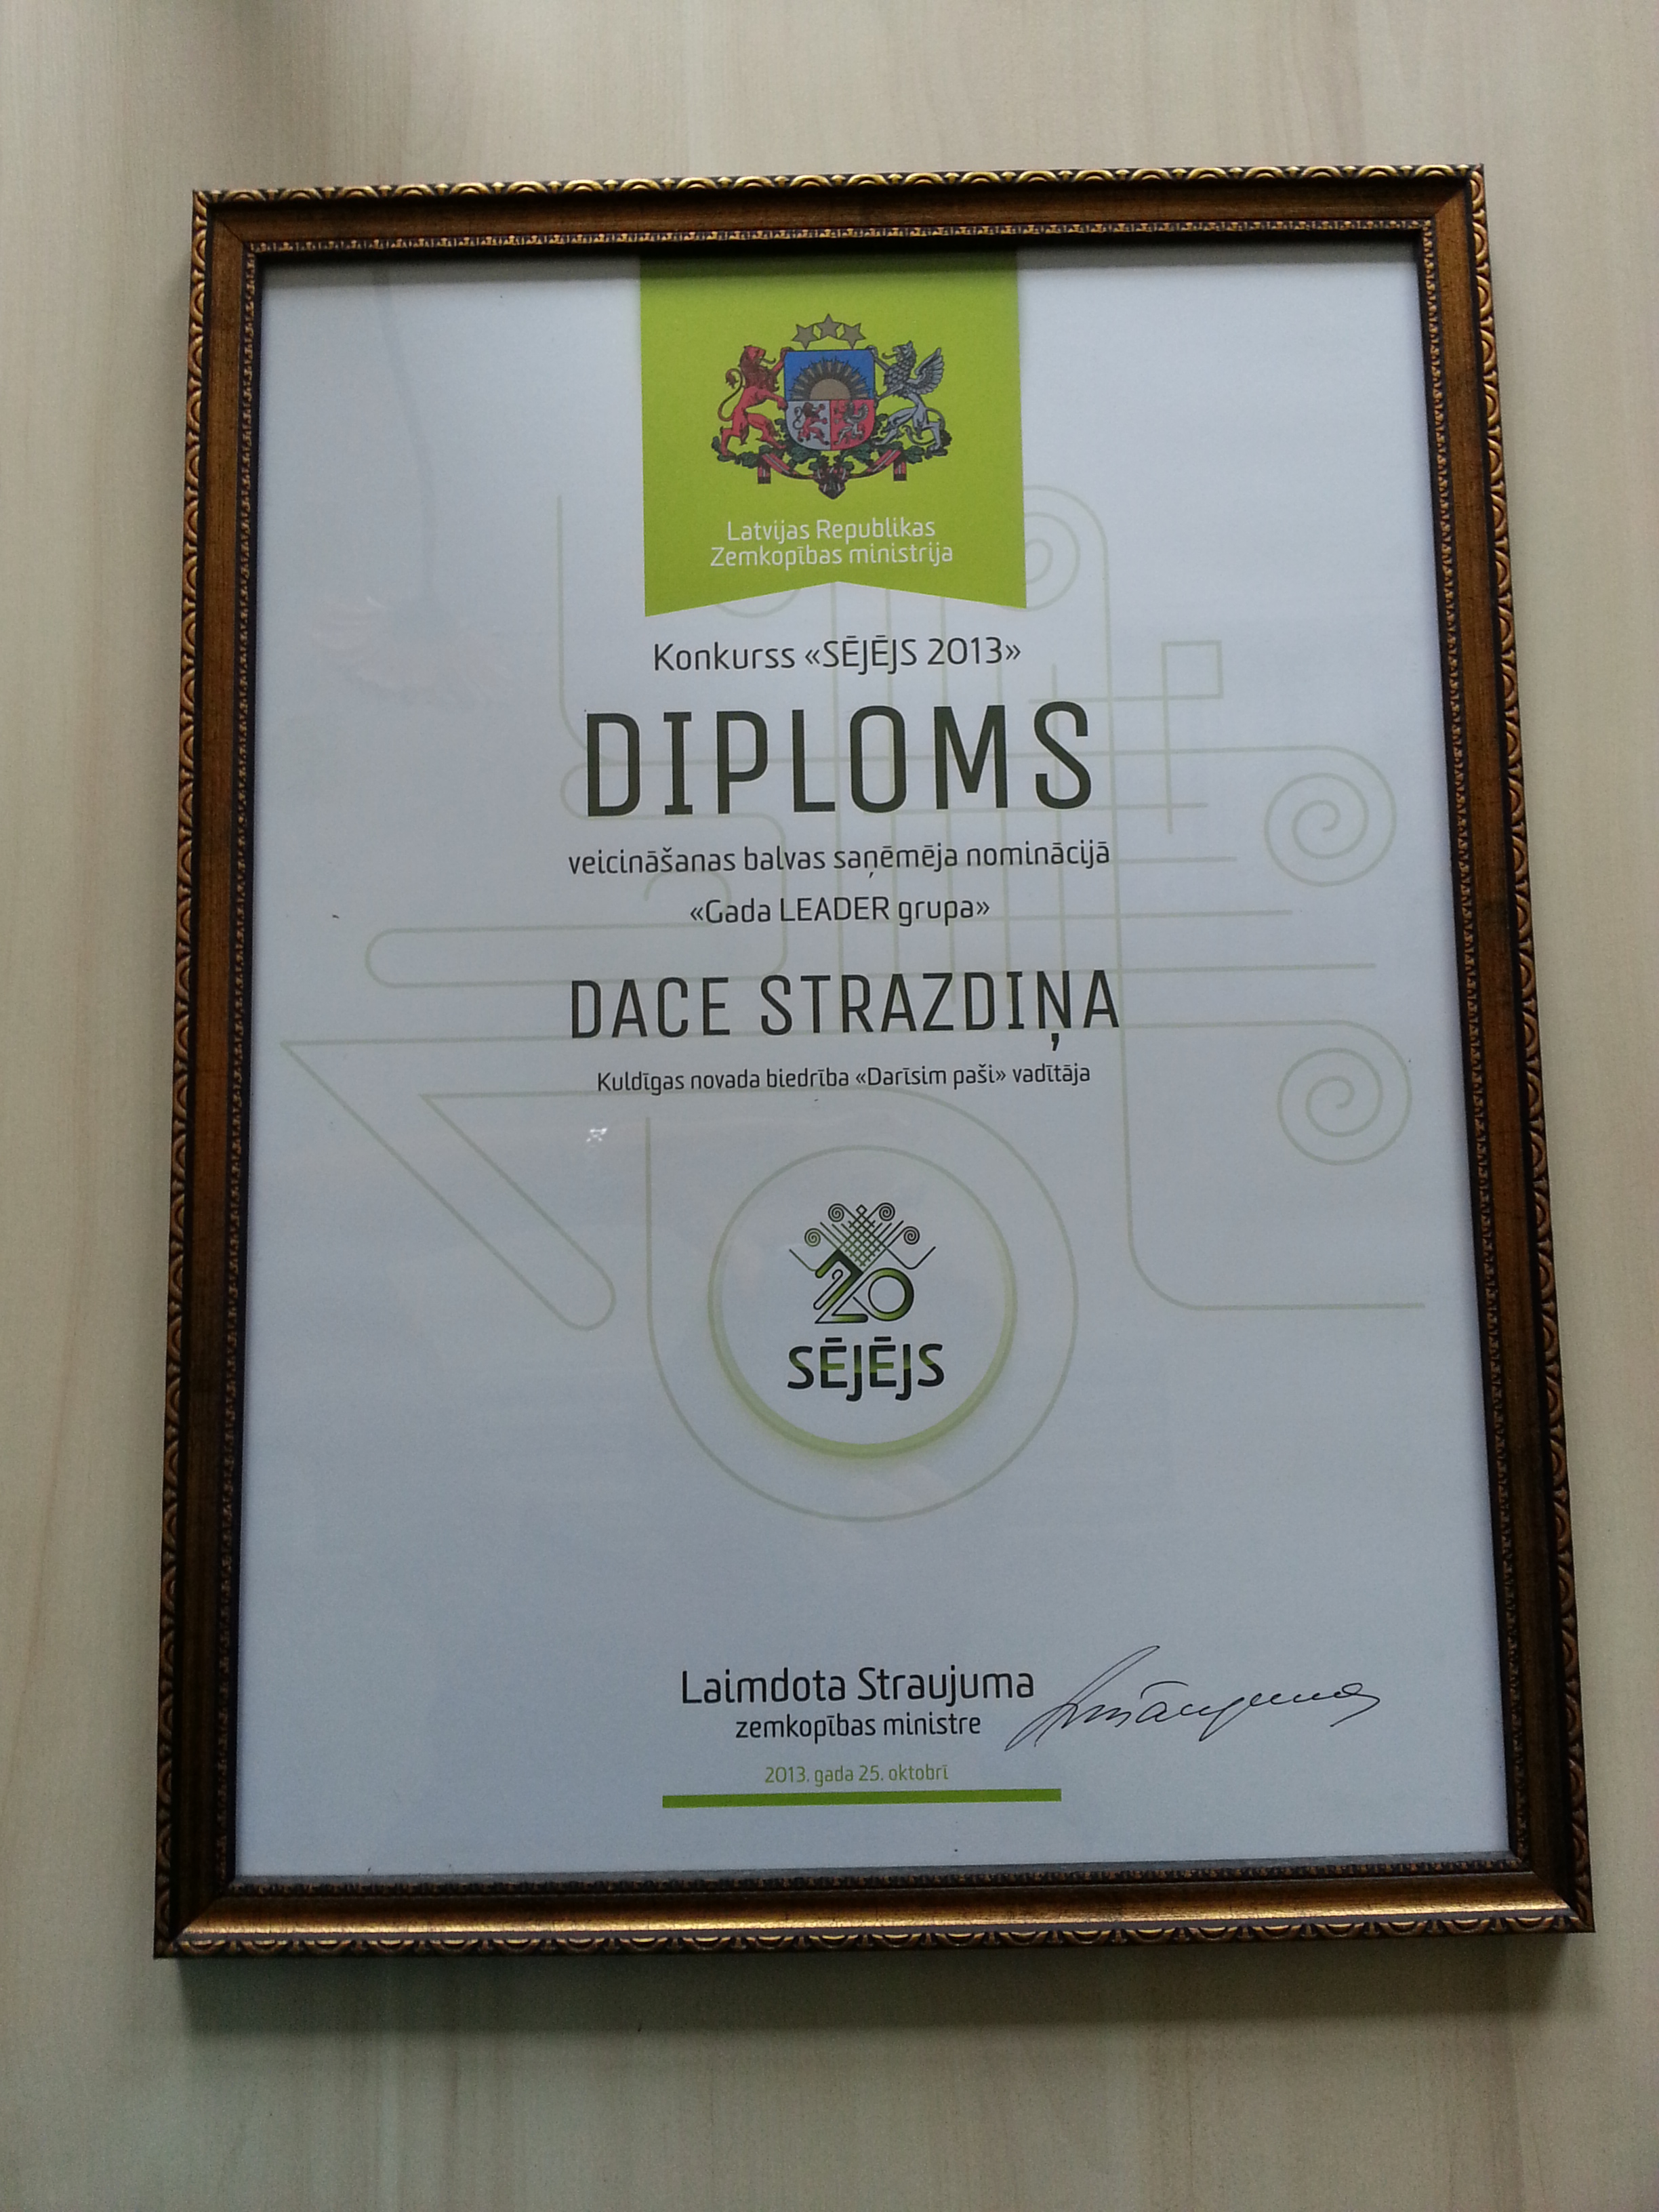 Latvijas Republikas
Zemkopības ministrija
Konkurss «SĒJĒJS 2013»
DIPLOMS
veicināšanas balvas saņēmēja nominācijā
«Gada LEADER grupa»
DACE STRAZDIŅA
Kuldīgas novada biedrība «Darīsim paši» vadītāja
20
SĒJĒJS
Laimdota Straujuma
zemkopības ministre
2013. gada 25. oktobrī